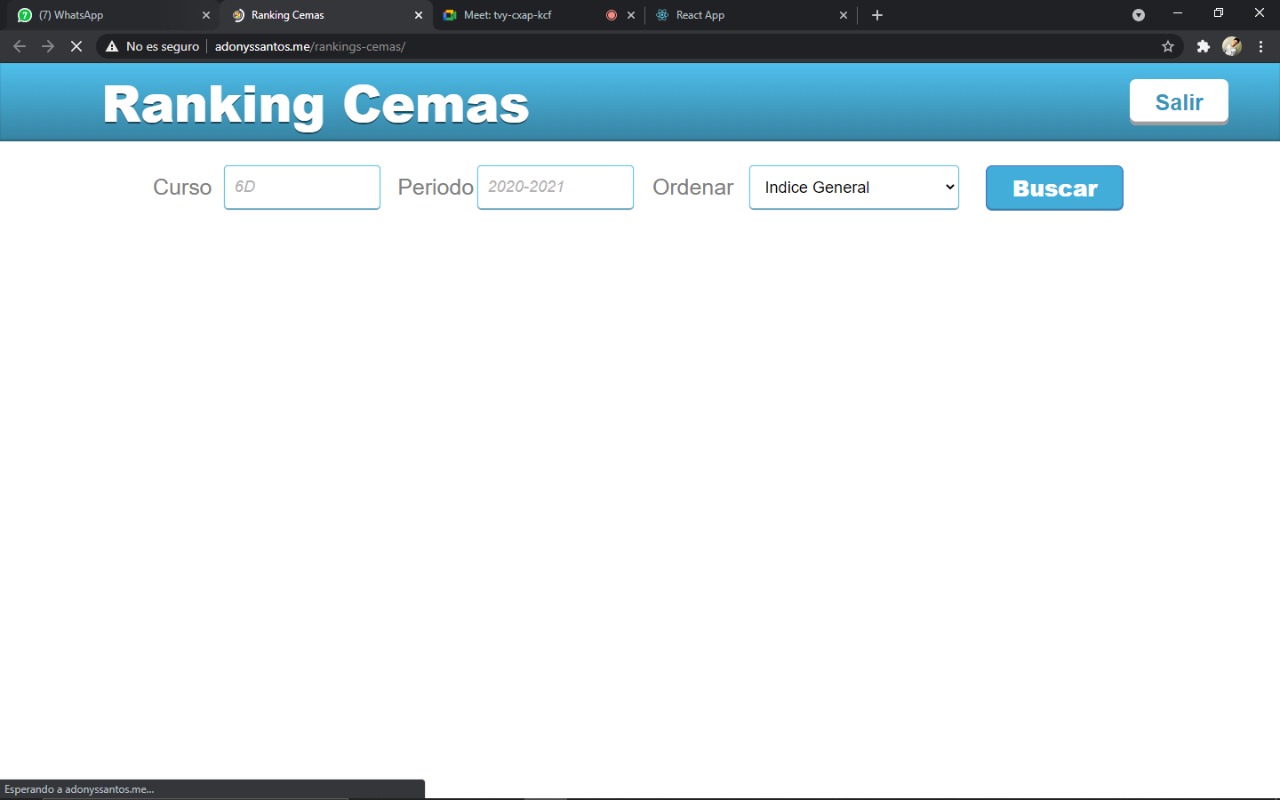 (7) WhatsApp
Ranking Cemas
Meet: tvy-cxap-kcf
React App
No es seguro
adonyssantos.me/rankings-cemas/
Ranking Cemas
Salir
Curso
6D
Periodo
2020-2021
Ordenar
Indice General
Buscar
Esperando a adonyssantos.me...